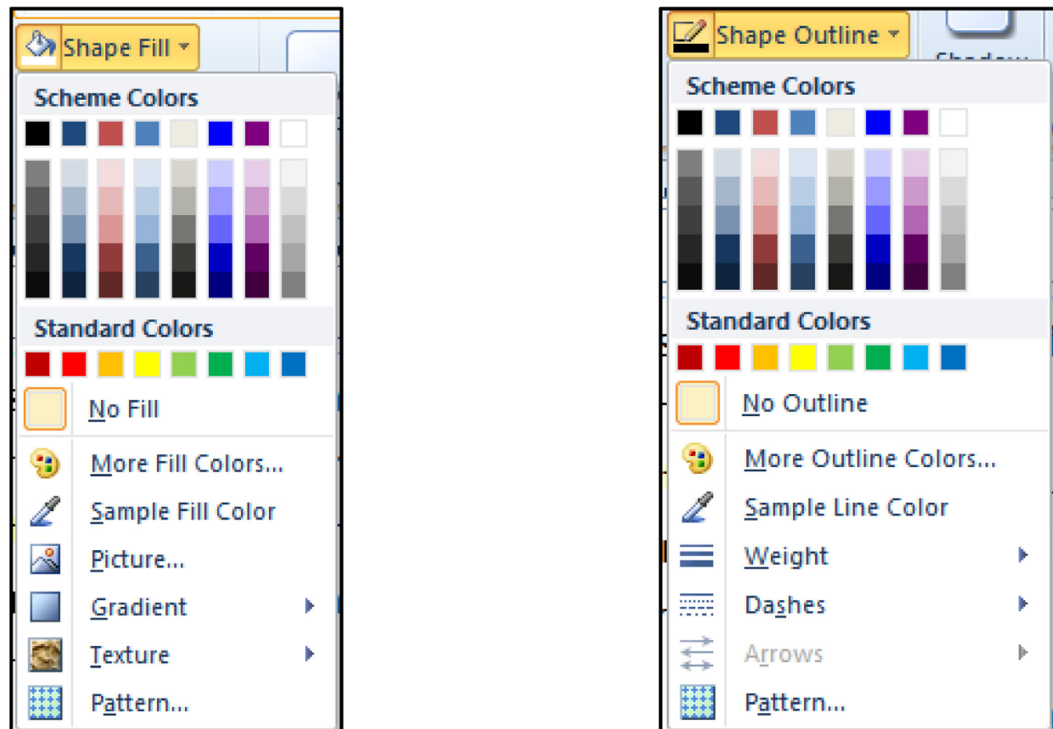 Shape Fill
Scheme Colors
Standard Colors
No Fill
More Fill Colors...
Sample Fill Color
Picture...
Gradient
Texture
Pattern...
Shape Outline
Scheme Colors
Standard Colors
No Outline
More Outline Colors...
Sample Line Color
Weight
Dashes
Arrows
Pattern...